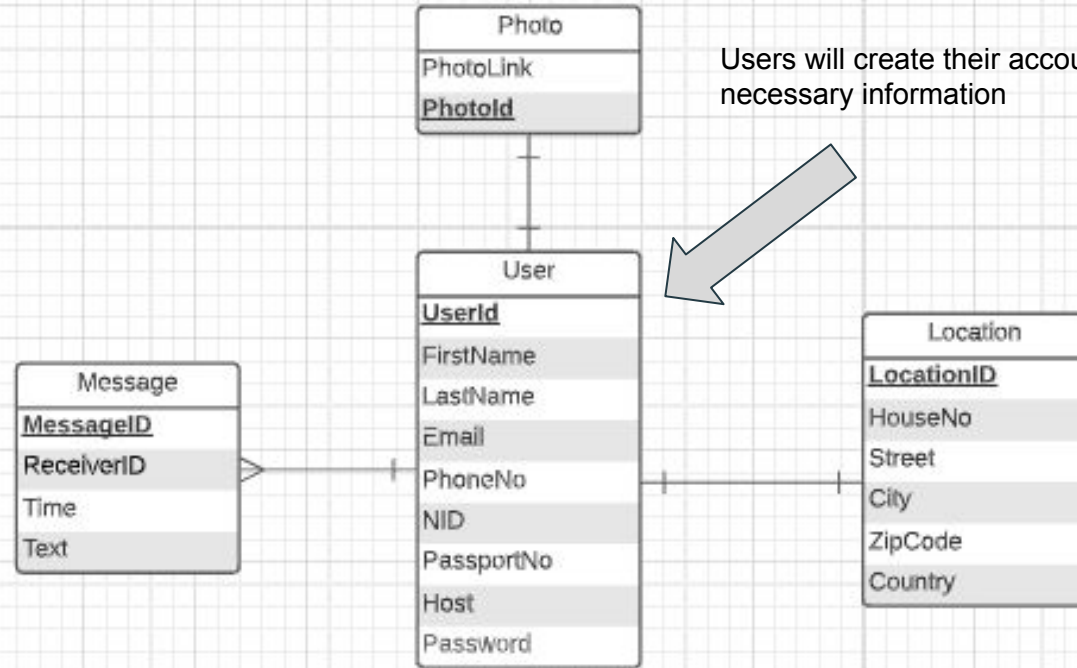 Photo
PhotoLink
PhotoId
Users will create their accou
necessary information
User
UserId
FirstName
LastName
Email
PhoneNo
NID
PassportNo
Host
Password
Message
MessageID
ReceiverID
Time
Text
Location
LocationID
HouseNo
Street
City
ZipCode
Country